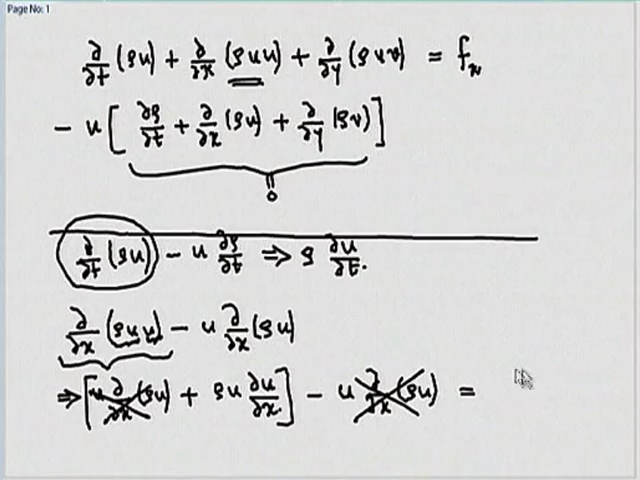 Page No: 1
∂/∂t (ρu) + ∂/∂x (ρuu) + ∂/∂y (ρuv) = fx
− u [ ∂ρ/∂t + ∂/∂x (ρu) + ∂/∂y (ρv) ]
0
∂/∂t (ρu) − u ∂ρ/∂t ⇒ ρ ∂u/∂t.
∂/∂x (ρuu) − u ∂/∂x (ρu)
⇒ [ u ∂/∂x (ρu) + ρu ∂u/∂x ] − u ∂/∂x (ρu) =